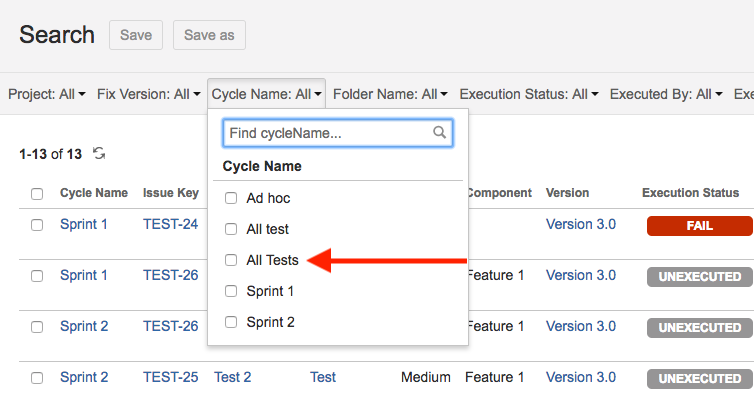 Search Save Save as
Project: All Fix Version: All Cycle Name: All Folder Name: All Execution Status: All Executed By: All Exe
Find cycleName...
Cycle Name
Ad hoc
All test
All Tests
Sprint 1
Sprint 2
1-13 of 13
Cycle Name Issue Key Component Version Execution Status
Sprint 1 TEST-24 Version 3.0 FAIL
Sprint 1 TEST-26 Feature 1 Version 3.0 UNEXECUTED
Sprint 2 TEST-26 Feature 1 Version 3.0 UNEXECUTED
Sprint 2 TEST-25 Test 2 Test Medium Feature 1 Version 3.0 UNEXECUTED